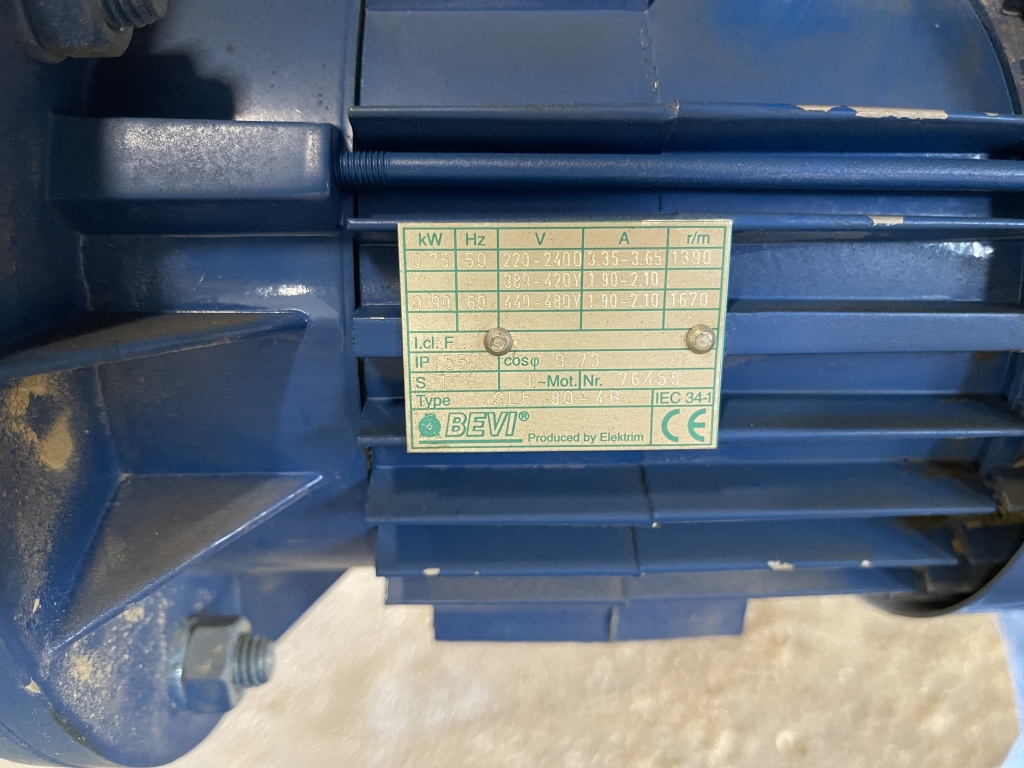 kW Hz V A r/m
0.75 50 220-240D 3.35-3.65 1390
380-420Y 1.90-2.10
0.90 60 440-480Y 1.90-2.10 1670
I.cl. F
IP 55 cosφ 0.73
S 1 3~Mot. Nr. 76458
Type 80-4B IEC 34-1
BEVI® Produced by Elektrim CE